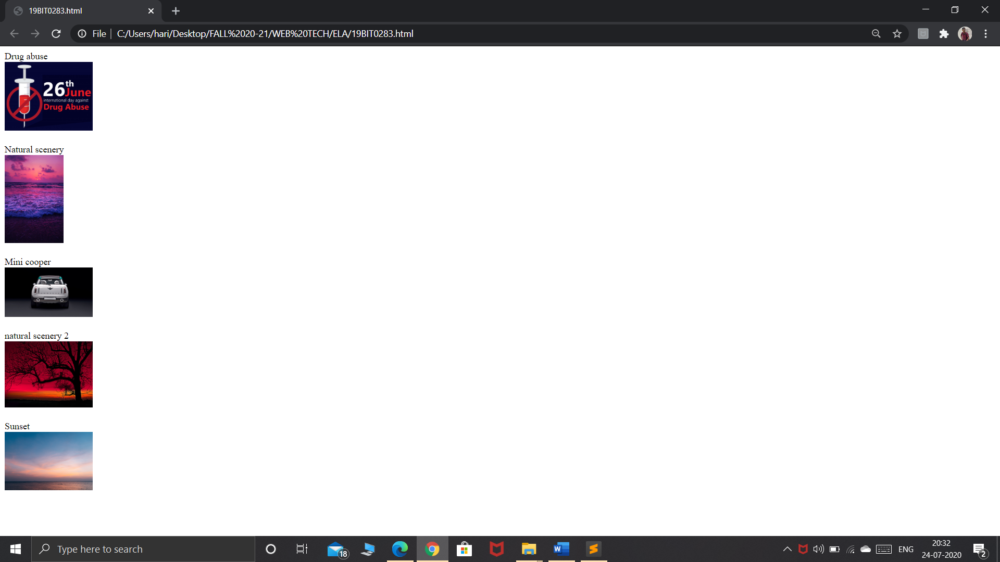 19BIT0283.html
File
C:/Users/hari/Desktop/FALL%2020-21/WEB%20TECH/ELA/19BIT0283.html
Drug abuse
26th
June
international day against
Drug Abuse
Natural scenery
Mini cooper
natural scenery 2
Sunset
Type here to search
18
W
ENG
20:32
24-07-2020
2